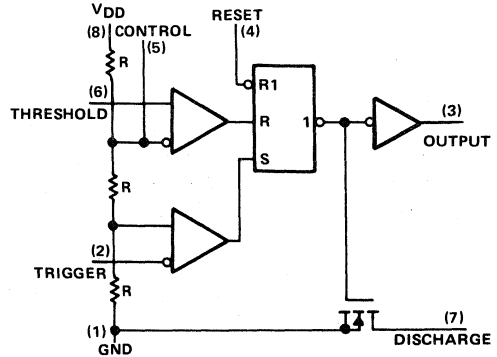 VDD
(8)
CONTROL
(5)
RESET
(4)
R
(6)
THRESHOLD
R1
R
1
S
(3)
OUTPUT
R
(2)
TRIGGER
R
(1)
GND
(7)
DISCHARGE